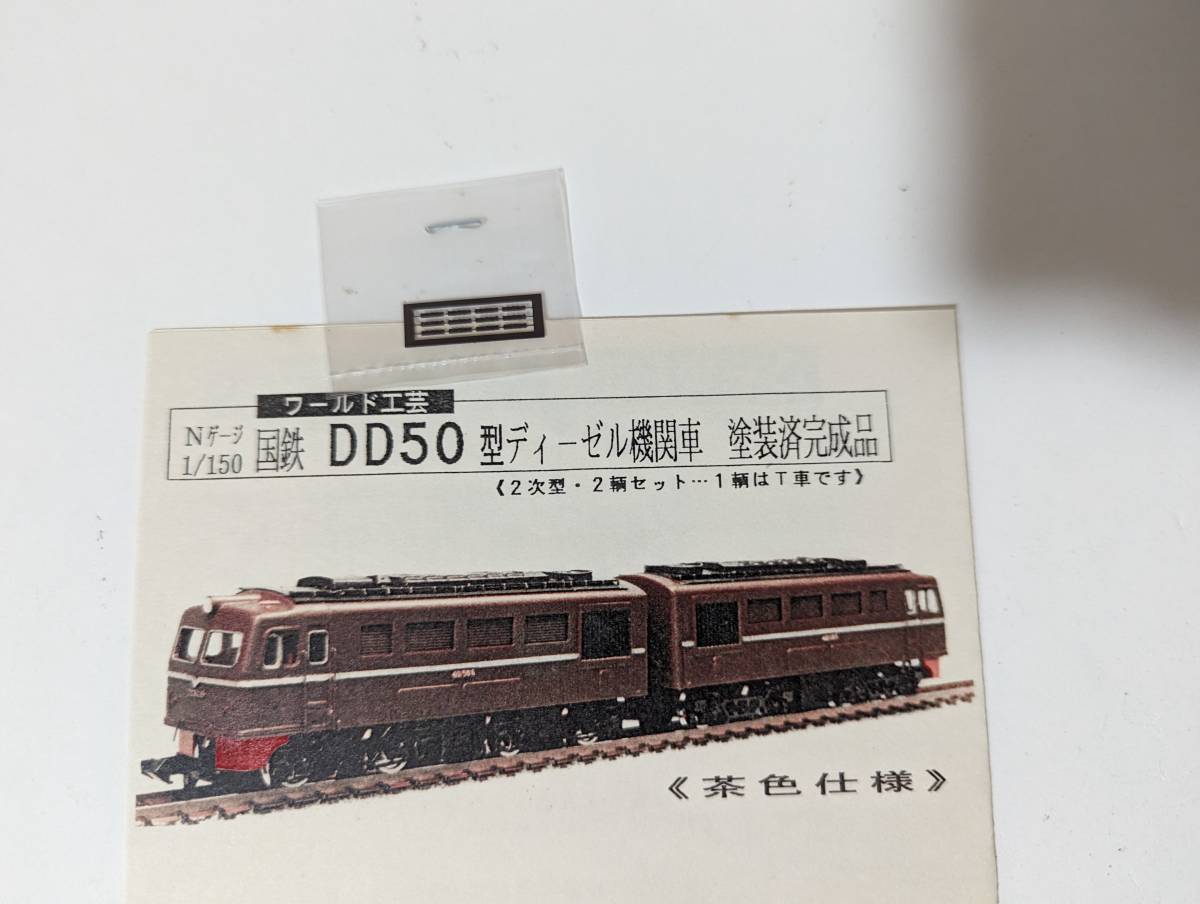 ワールド工芸
Nゲージ
1/150
国鉄 DD50 型ディーゼル機関車 塗装済完成品
《2次型・2輌セット…1輌はT車です》
《茶色仕様》